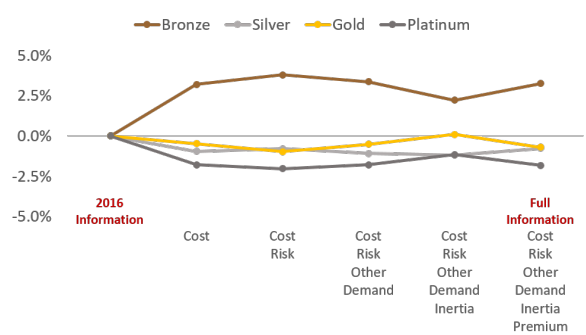 Bronze Silver Gold Platinum
5.0%
2.5%
0.0%
-2.5%
-5.0%
2016
Information
Full
Information
Cost
Cost
Risk
Cost
Risk
Other
Demand
Cost
Risk
Other
Demand
Inertia
Cost
Risk
Other
Demand
Inertia
Premium